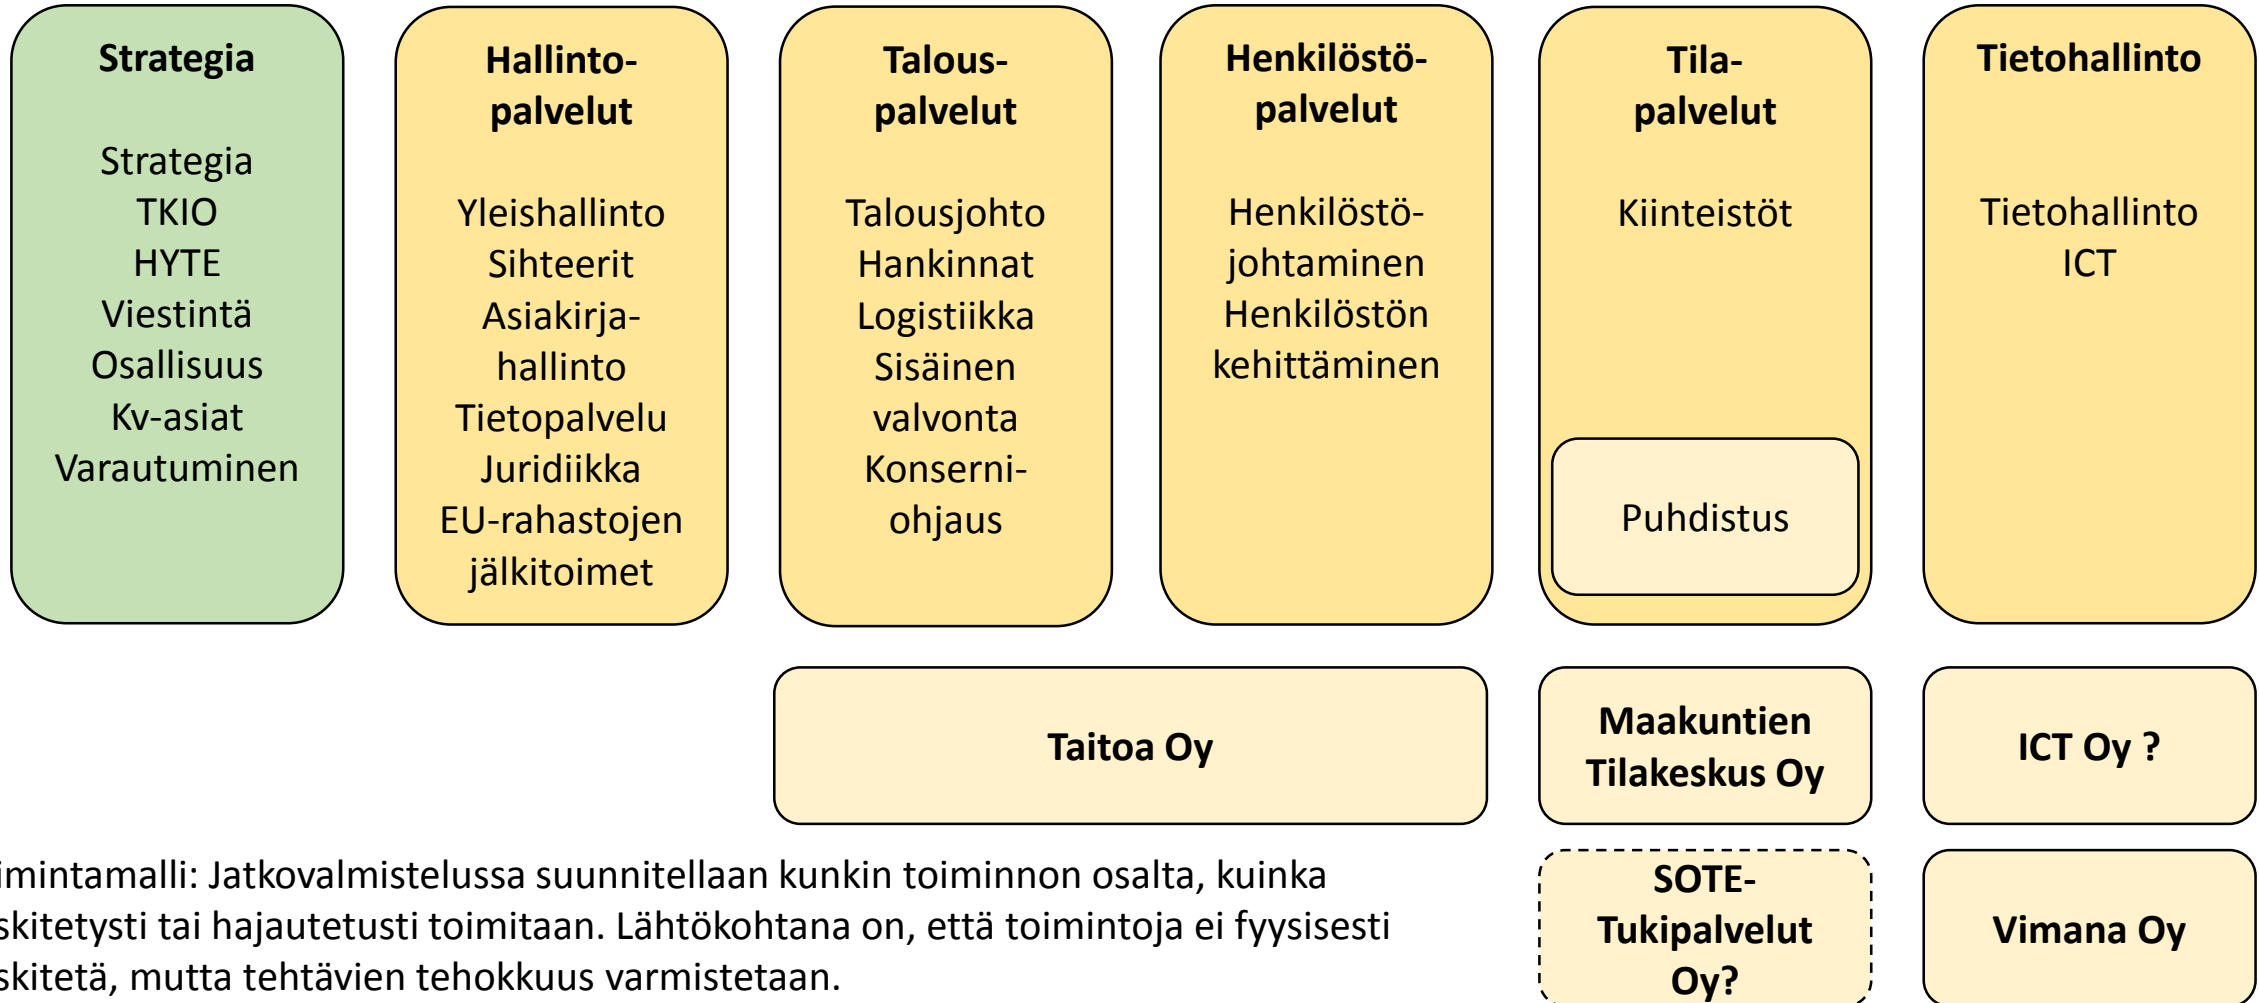 Strategia
Strategia
TKIO
HYTE
Viestintä
Osallisuus
Kv-asiat
Varautuminen
Hallinto-
palvelut
Yleishallinto
Sihteerit
Asiakirja-
hallinto
Tietopalvelu
Juridiikka
EU-rahastojen
jälkitoimet
Talous-
palvelut
Talousjohto
Hankinnat
Logistiikka
Sisäinen
valvonta
Konserni-
ohjaus
Henkilöstö-
palvelut
Henkilöstö-
johtaminen
Henkilöstön
kehittäminen
Tila-
palvelut
Kiinteistöt
Puhdistus
Tietohallinto
Tietohallinto
ICT
Taitoa Oy
Maakuntien
Tilakeskus Oy
ICT Oy ?
SOTE-
Tukipalvelut
Oy?
Vimana Oy
imintamalli: Jatkovalmistelussa suunnitellaan kunkin toiminnon osalta, kuinka
skitetysti tai hajautetusti toimitaan. Lähtökohtana on, että toimintoja ei fyysisesti
skitetä, mutta tehtävien tehokkuus varmistetaan.